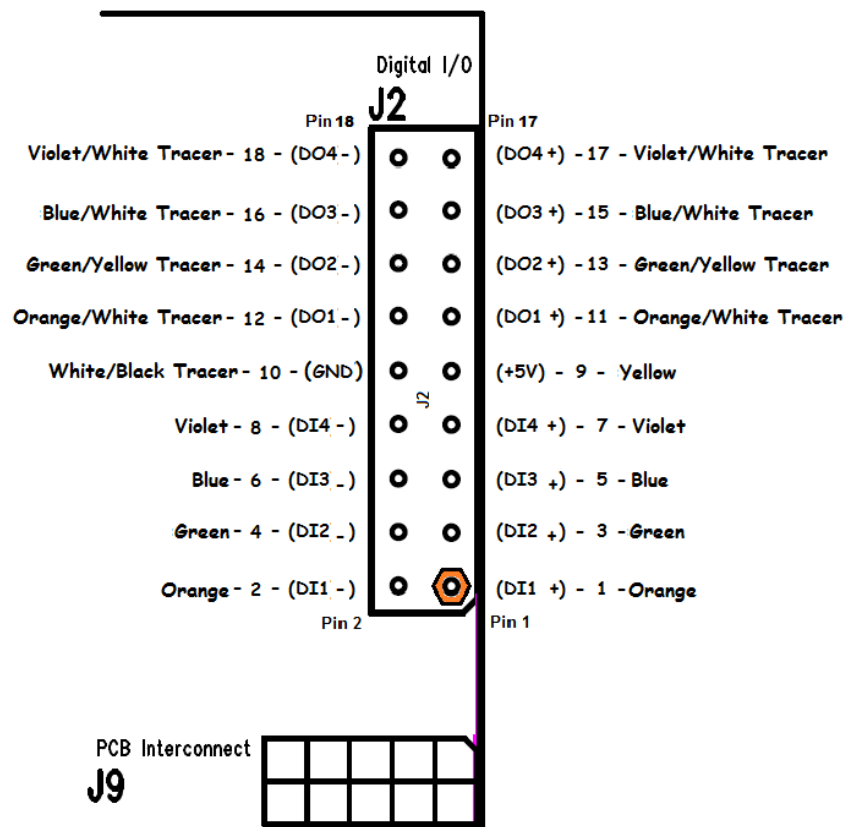 Digital I/O
J2
Pin 18 Pin 17
Violet/White Tracer - 18 - (DO4 -) (DO4 +) - 17 - Violet/White Tracer
Blue/White Tracer - 16 - (DO3 -) (DO3 +) - 15 - Blue/White Tracer
Green/Yellow Tracer - 14 - (DO2 -) (DO2 +) - 13 - Green/Yellow Tracer
Orange/White Tracer - 12 - (DO1 -) (DO1 +) - 11 - Orange/White Tracer
White/Black Tracer - 10 - (GND) (+5V) - 9 - Yellow
J2
Violet - 8 - (DI4 -) (DI4 +) - 7 - Violet
Blue - 6 - (DI3 -) (DI3 +) - 5 - Blue
Green - 4 - (DI2 -) (DI2 +) - 3 - Green
Orange - 2 - (DI1 -) (DI1 +) - 1 - Orange
Pin 2 Pin 1
PCB Interconnect
J9